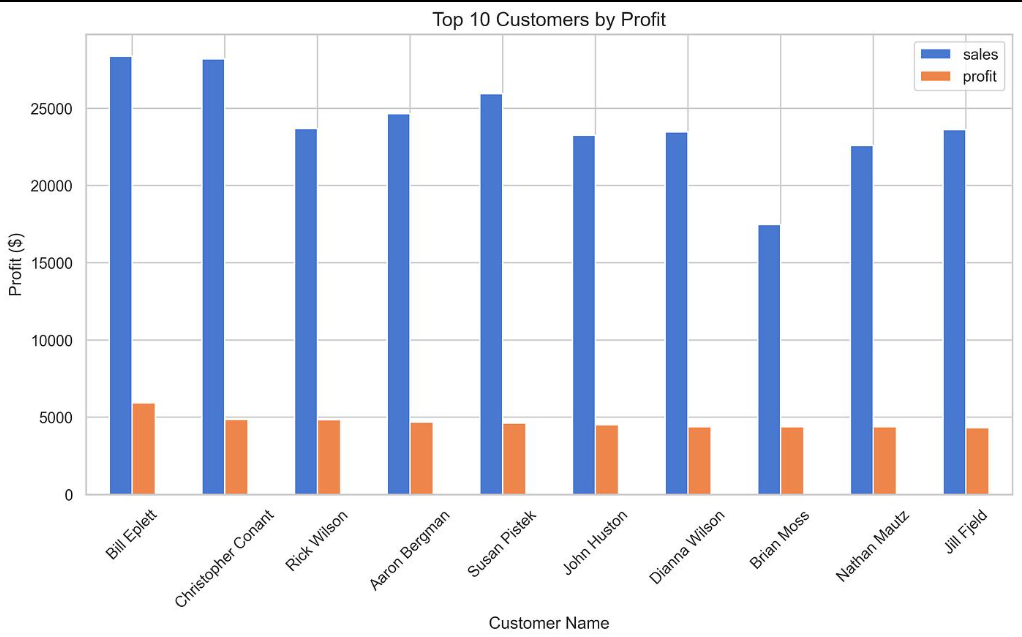 Top 10 Customers by Profit
sales
profit
Profit ($)
25000
20000
15000
10000
5000
0
Bill Eplett
Christopher Conant
Rick Wilson
Aaron Bergman
Susan Pistek
John Huston
Dianna Wilson
Brian Moss
Nathan Mautz
Jill Fjeld
Customer Name